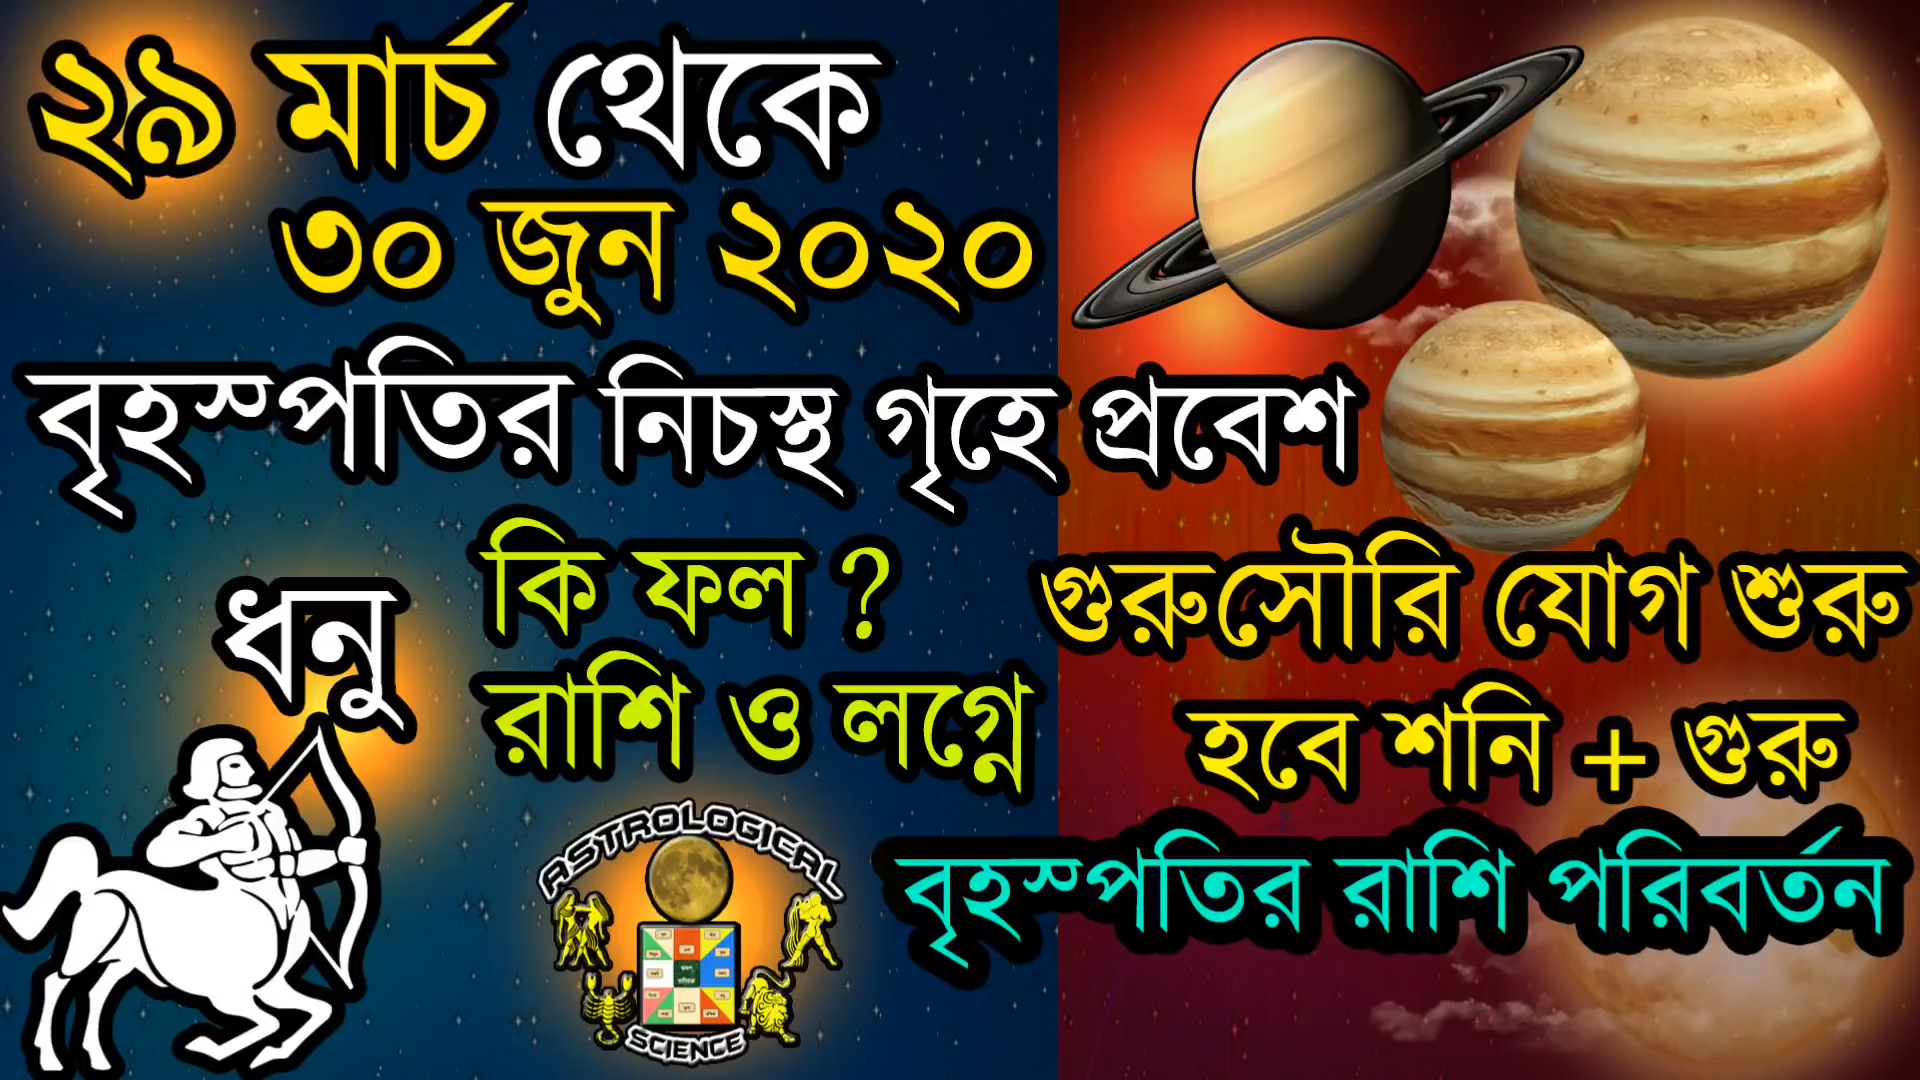 ২৯ মার্চ থেকে
৩০ জুন ২০২০
বৃহস্পতির নিচস্থ গৃহে প্রবেশ
কি ফল ?
ধনু
রাশি ও লগ্নে
গুরুসৌরি যোগ শুরু
হবে শনি + গুরু
বৃহস্পতির রাশি পরিবর্তন
ASTROLOGICAL
SCIENCE